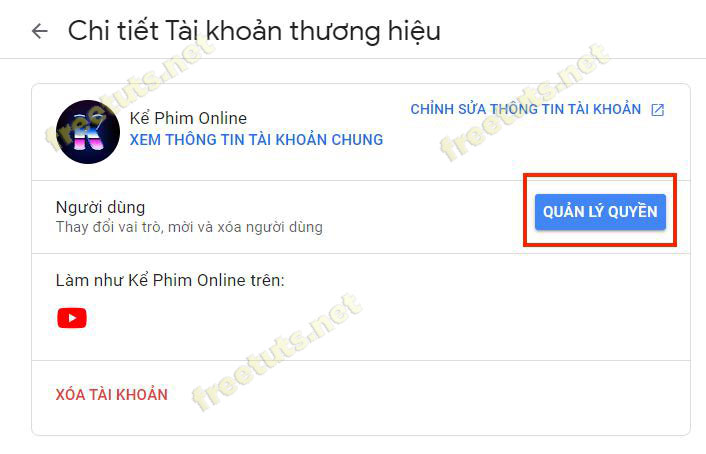 Chi tiết Tài khoản thương hiệu
Kể Phim Online
CHỈNH SỬA THÔNG TIN TÀI KHOẢN
XEM THÔNG TIN TÀI KHOẢN CHUNG
Người dùng
Thay đổi vai trò, mời và xóa người dùng
QUẢN LÝ QUYỀN
Làm như Kể Phim Online trên:
XÓA TÀI KHOẢN
K
freetuts.net
freetuts.net
freetuts.net